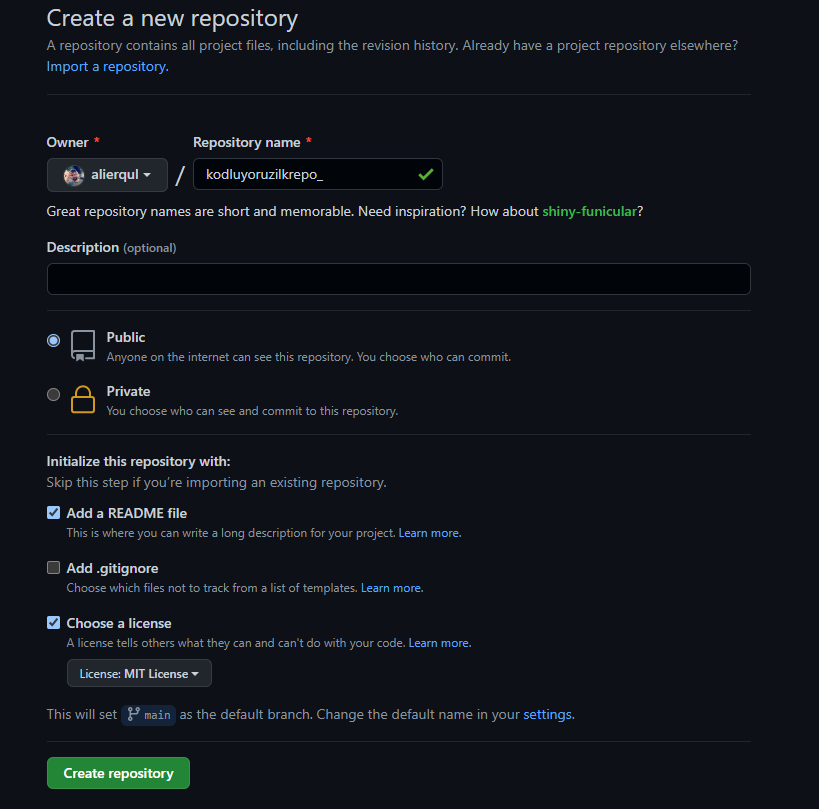 Create a new repository
A repository contains all project files, including the revision history. Already have a project repository elsewhere?
Import a repository.
Owner * Repository name *
alierqul / kodluyoruzilkrepo_
Great repository names are short and memorable. Need inspiration? How about shiny-funicular?
Description (optional)
Public
Anyone on the internet can see this repository. You choose who can commit.
Private
You choose who can see and commit to this repository.
Initialize this repository with:
Skip this step if you're importing an existing repository.
Add a README file
This is where you can write a long description for your project. Learn more.
Add .gitignore
Choose which files not to track from a list of templates. Learn more.
Choose a license
A license tells others what they can and can't do with your code. Learn more.
License: MIT License
This will set main as the default branch. Change the default name in your settings.
Create repository